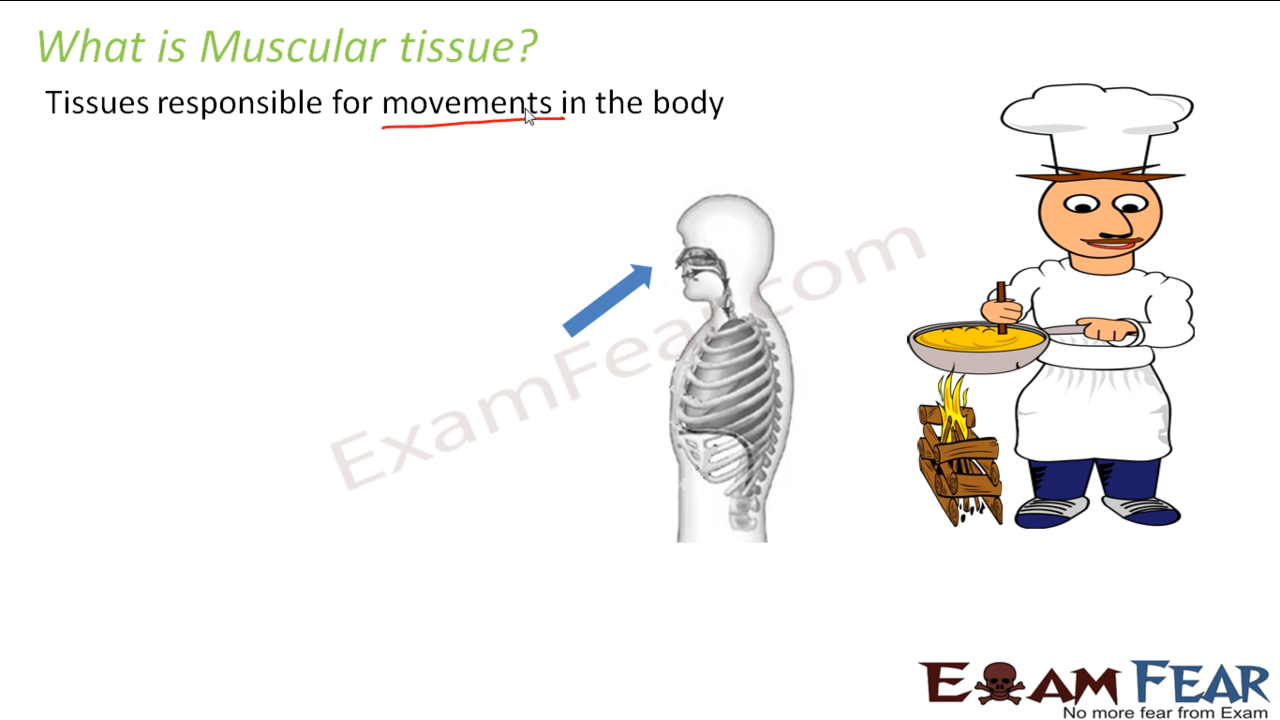 What is Muscular tissue?
Tissues responsible for movements in the body
ExamFear.com
EXAM FEAR
No more fear from Exam